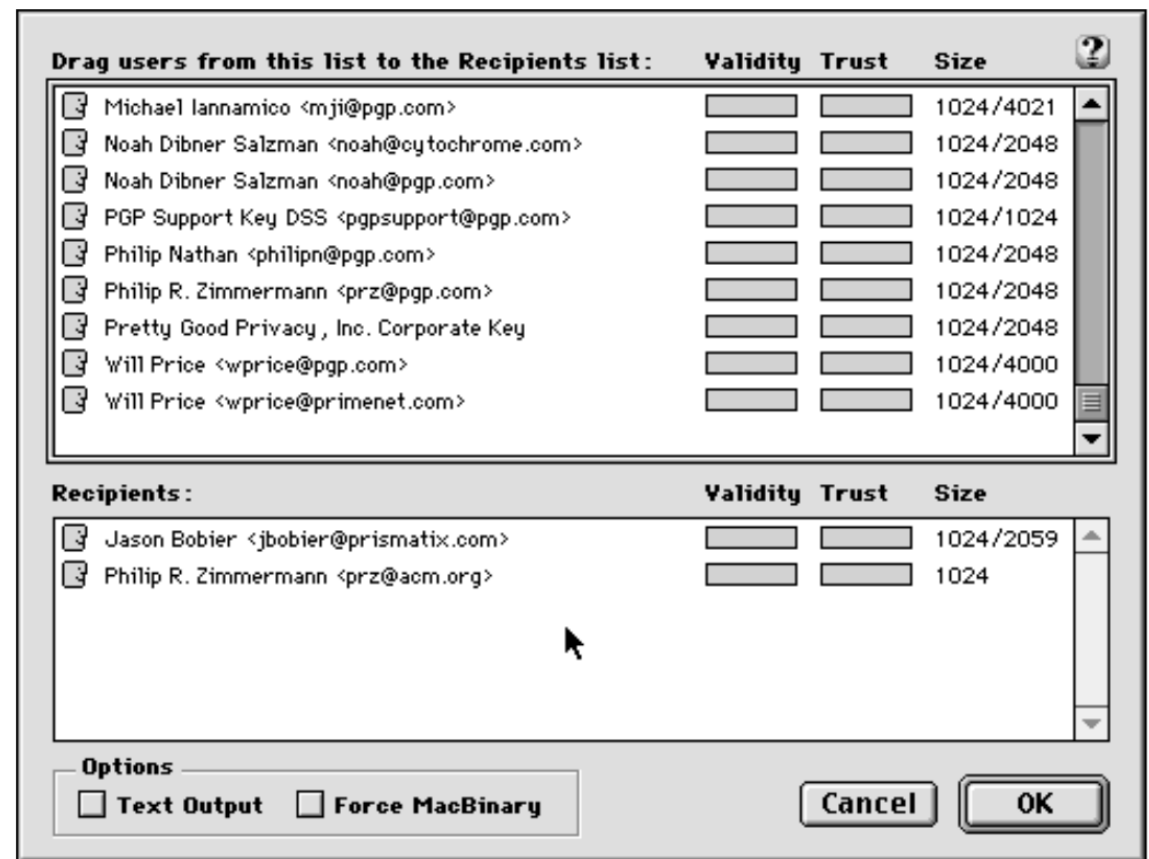 Drag users from this list to the Recipients list: Validity Trust Size
Michael Iannamico <mji@pgp.com> 1024/4021
Noah Dibner Salzman <noah@cytochrome.com> 1024/2048
Noah Dibner Salzman <noah@pgp.com> 1024/2048
PGP Support Key DSS <pgpsupport@pgp.com> 1024/1024
Philip Nathan <philipn@pgp.com> 1024/2048
Philip R. Zimmermann <prz@pgp.com> 1024/2048
Pretty Good Privacy, Inc. Corporate Key 1024/2048
Will Price <wprice@pgp.com> 1024/4000
Will Price <wprice@primenet.com> 1024/4000
Recipients: Validity Trust Size
Jason Bobier <jbobier@prismatix.com> 1024/2059
Philip R. Zimmermann <prz@acm.org> 1024
Options
Text Output Force MacBinary Cancel OK